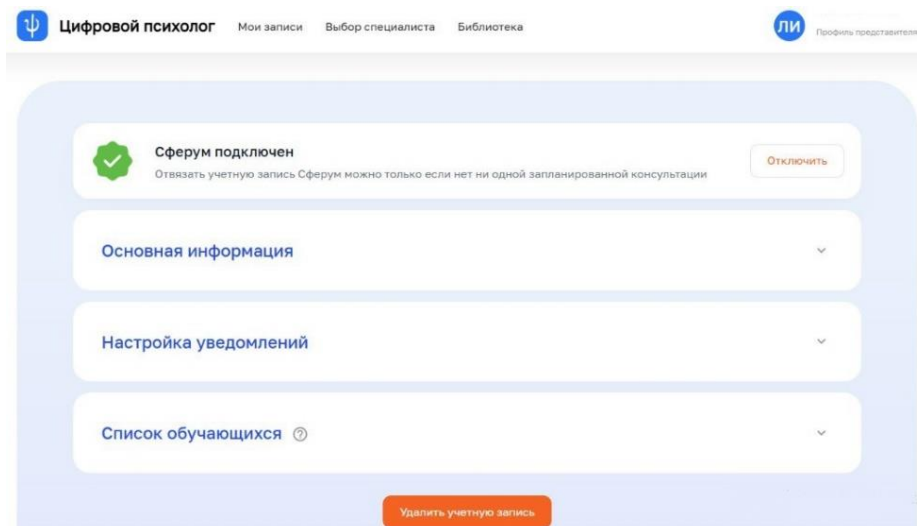 Цифровой психолог Мои записи Выбор специалиста Библиотека ЛИ Профиль представителя
Сферум подключен
Отвязать учетную запись Сферум можно только если нет ни одной запланированной консультации
Отключить
Основная информация
Настройка уведомлений
Список обучающихся
Удалить учетную запись